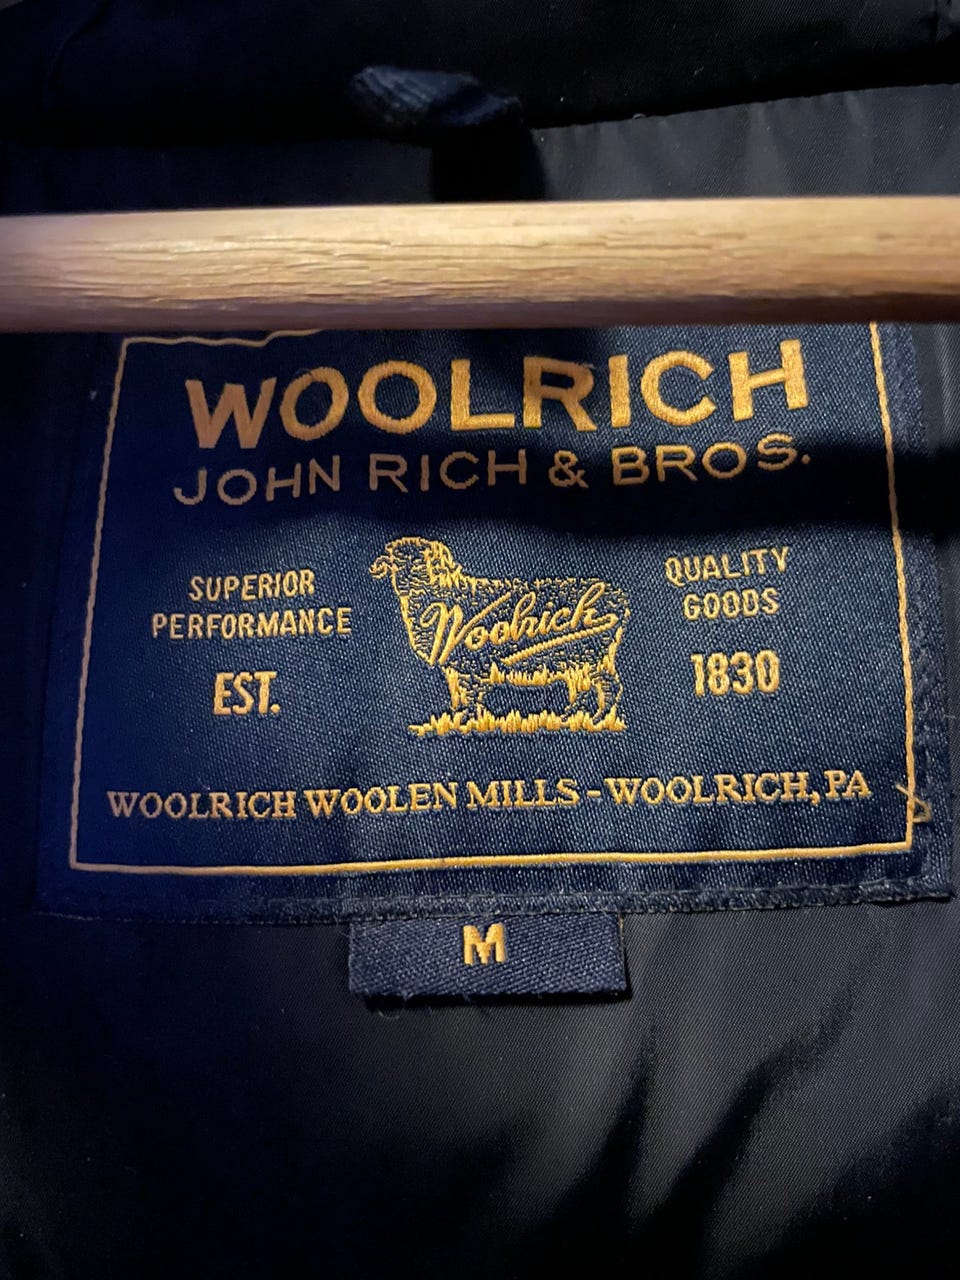 WOOLRICH
JOHN RICH & BROS.
SUPERIOR
PERFORMANCE
EST.
Woolrich
QUALITY
GOODS
1830
WOOLRICH WOOLEN MILLS - WOOLRICH, PA
M